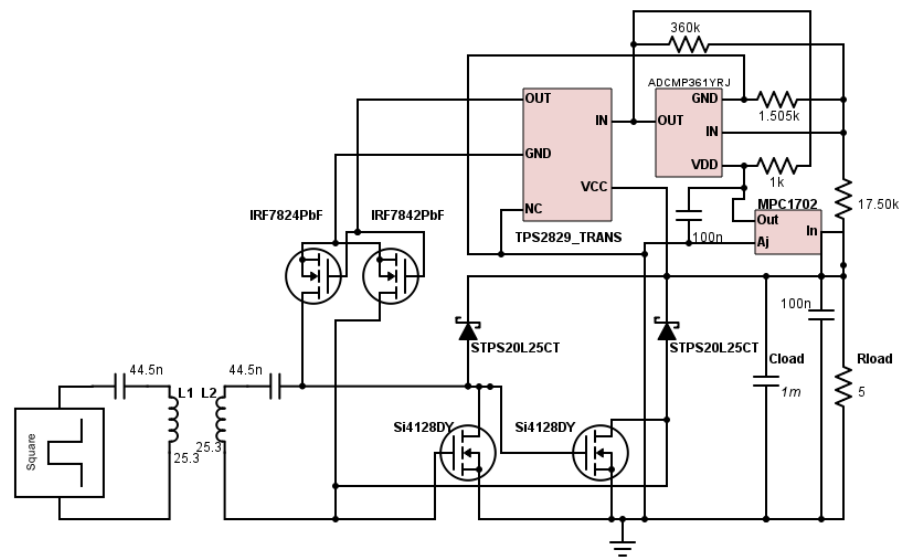 360k
ADCMP361YRJ
OUT
IN
GND
VCC
NC
TPS2829_TRANS
OUT
GND
IN
VDD
1.505k
1k
17.50k
MPC1702
Out
In
Aj
100n
IRF7824PbF
IRF7842PbF
100n
STPS20L25CT
STPS20L25CT
Cload
1m
Rload
5
44.5n
44.5n
L1
L2
25.3
25.3
Square
Si4128DY
Si4128DY